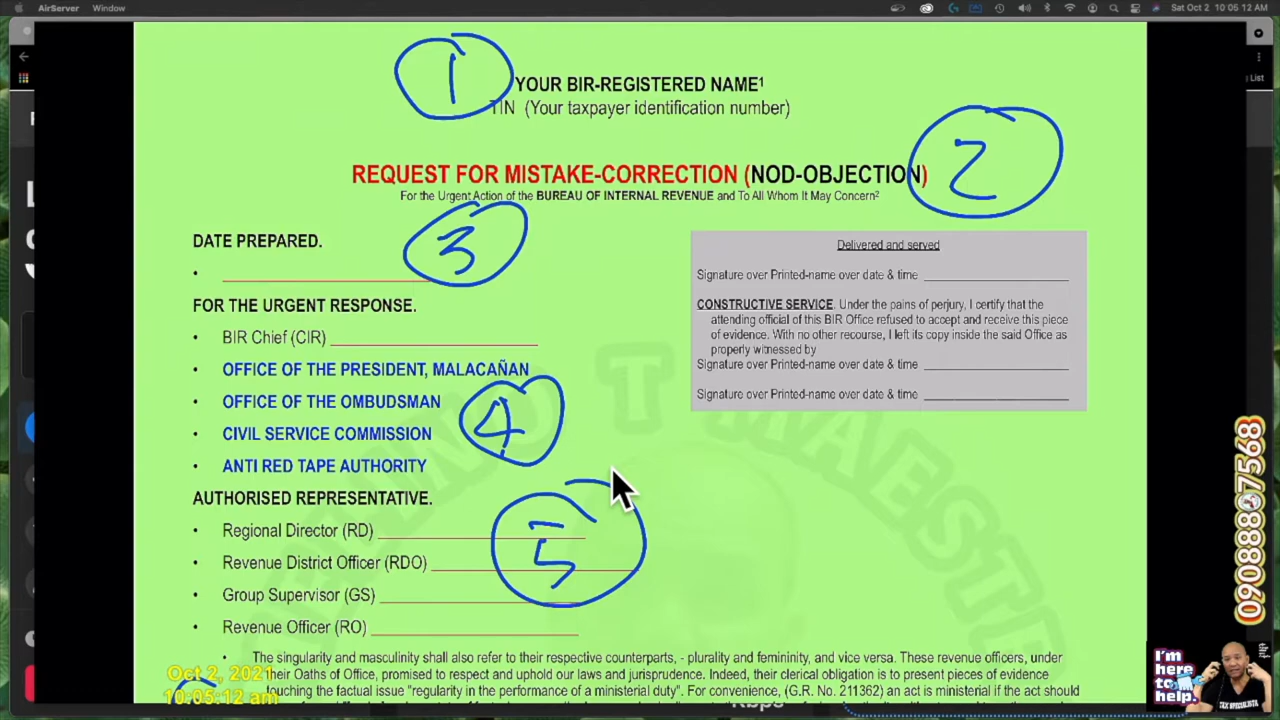 AirServer Window
Sat Oct 2 10:05:12 AM
1
YOUR BIR-REGISTERED NAME¹
TIN (Your taxpayer identification number)
2
REQUEST FOR MISTAKE-CORRECTION (NOD-OBJECTION)
For the Urgent Action of the BUREAU OF INTERNAL REVENUE and To All Whom It May Concern²
3
DATE PREPARED.
FOR THE URGENT RESPONSE.
• BIR Chief (CIR)
• OFFICE OF THE PRESIDENT, MALACAÑAN
• OFFICE OF THE OMBUDSMAN
• CIVIL SERVICE COMMISSION
• ANTI RED TAPE AUTHORITY
4
AUTHORISED REPRESENTATIVE.
• Regional Director (RD)
• Revenue District Officer (RDO)
• Group Supervisor (GS)
• Revenue Officer (RO)
5
Delivered and served
Signature over Printed-name over date & time
CONSTRUCTIVE SERVICE. Under the pains of perjury, I certify that the
attending official of this BIR Office refused to accept and receive this piece
of evidence. With no other recourse, I left its copy inside the said Office as
properly witnessed by
Signature over Printed-name over date & time
Signature over Printed-name over date & time
• The singularity and masculinity shall also refer to their respective counterparts, - plurality and femininity, and vice versa. These revenue officers, under
their Oaths of Office, promised to respect and uphold our laws and jurisprudence. Indeed, their clerical obligation is to present pieces of evidence
touching the factual issue "regularity in the performance of a ministerial duty". For convenience, (G.R. No. 211362) an act is ministerial if the act should
Oct 2, 2021
10:05:12 am
Kbps
List
09088807568
I'm
here
to
help.
TAX SPECIALISTA